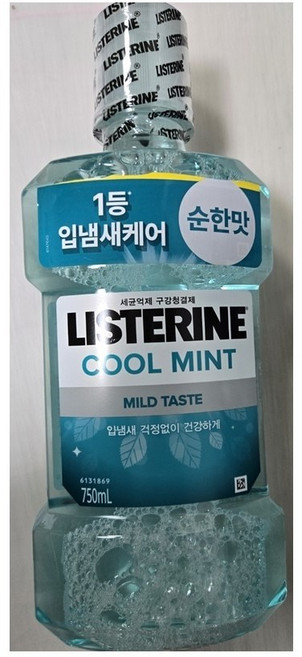 LISTERINE
LISTERINE
LISTERINE
LISTERINE
LISTERINE
1등*
입냄새케어
순한맛
세균억제 구강청결제
LISTERINE
COOL MINT
MILD TASTE
입냄새 걱정없이 건강하게
6131869
750mL